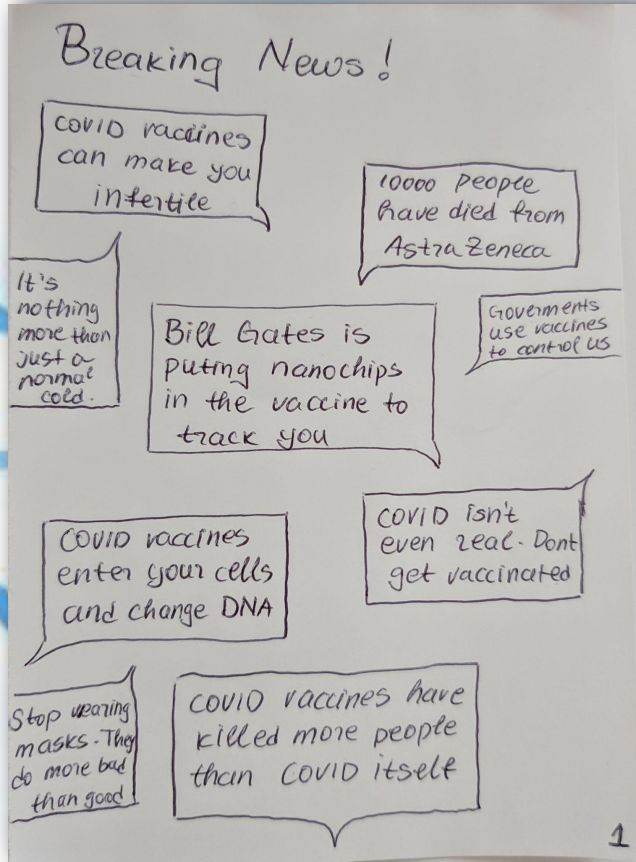 Breaking News!
COVID vaccines
can make you
infertile
10000 people
have died from
AstraZeneca
It's
nothing
more than
just a
normal
cold.
Bill Gates is
puting nanochips
in the vaccine to
track you
Goverments
use vaccines
to control us
COVID vaccines
enter your cells
and change DNA
COVID isn't
even real. Dont
get vaccinated
Stop wearing
masks. They
do more bad
than good
COVID vaccines have
killed more people
than COVID itself
1